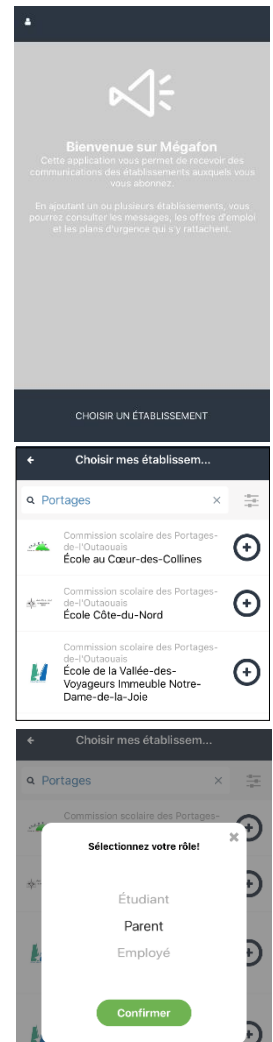 Bienvenue sur Mégafon
Cette application vous permet de recevoir des
communications des établissements auxquels vous
vous abonnez.
En ajoutant un ou plusieurs établissements, vous
pourrez consulter les messages, les offres d'emploi
et les plans d'urgence qui s'y rattachent.
CHOISIR UN ÉTABLISSEMENT
Choisir mes établissem...
Portages
Commission scolaire des Portages-
de-l'Outaouais
École au Cœur-des-Collines
Commission scolaire des Portages-
de-l'Outaouais
École Côte-du-Nord
Commission scolaire des Portages-
de-l'Outaouais
École de la Vallée-des-
Voyageurs Immeuble Notre-
Dame-de-la-Joie
Choisir mes établissem...
Portages
Commission scolaire des Portages-
Sélectionnez votre rôle!
Étudiant
Parent
Employé
Confirmer